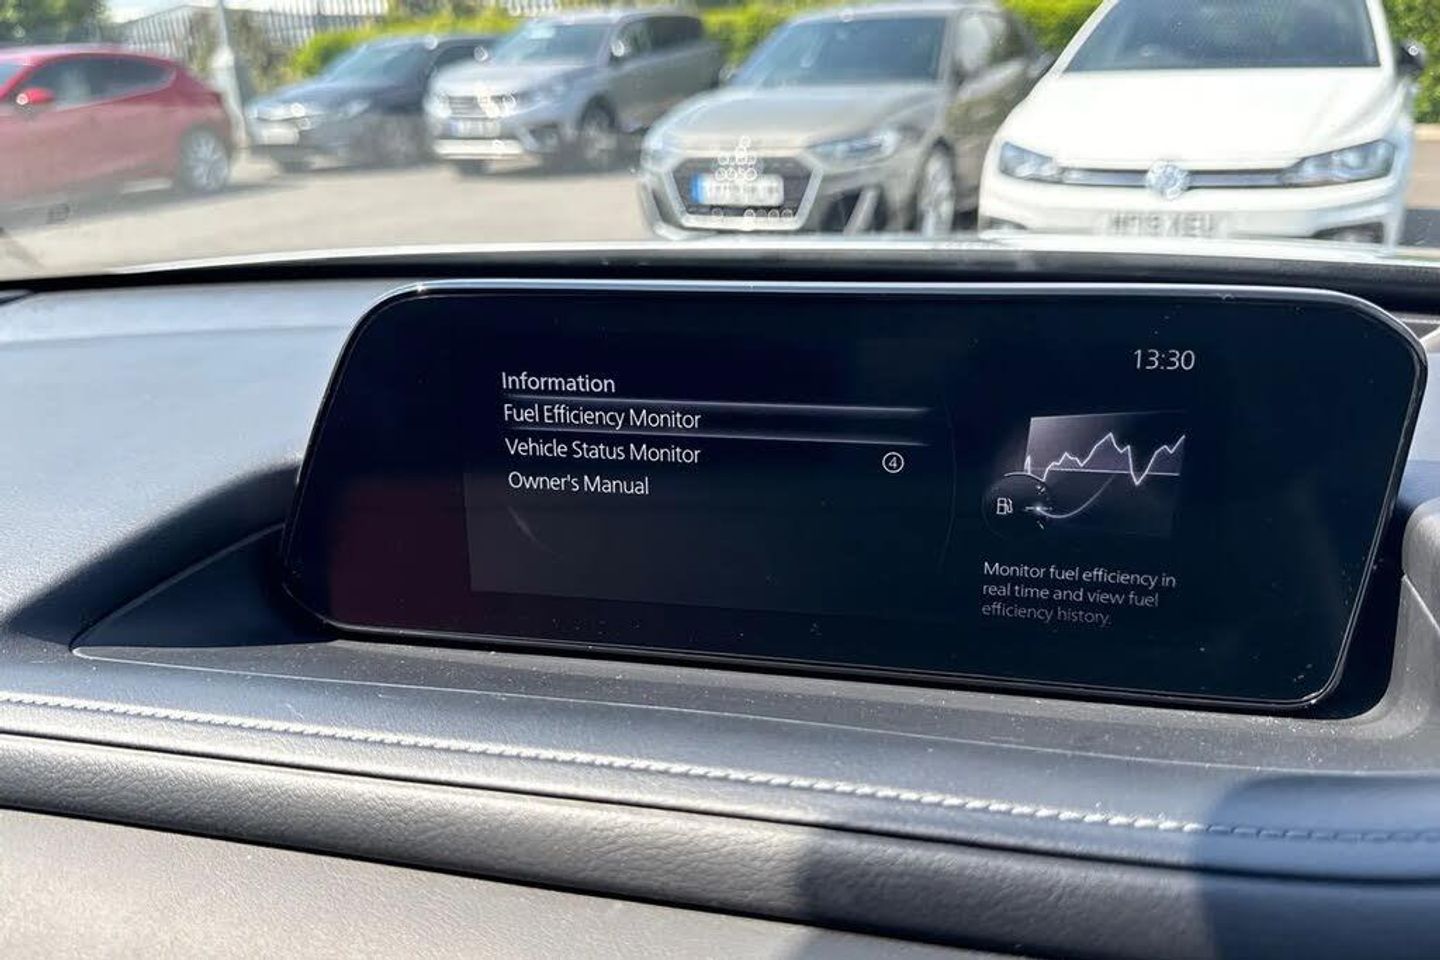 13:30
Information
Fuel Efficiency Monitor
Vehicle Status Monitor 4
Owner's Manual
Monitor fuel efficiency in
real time and view fuel
efficiency history.